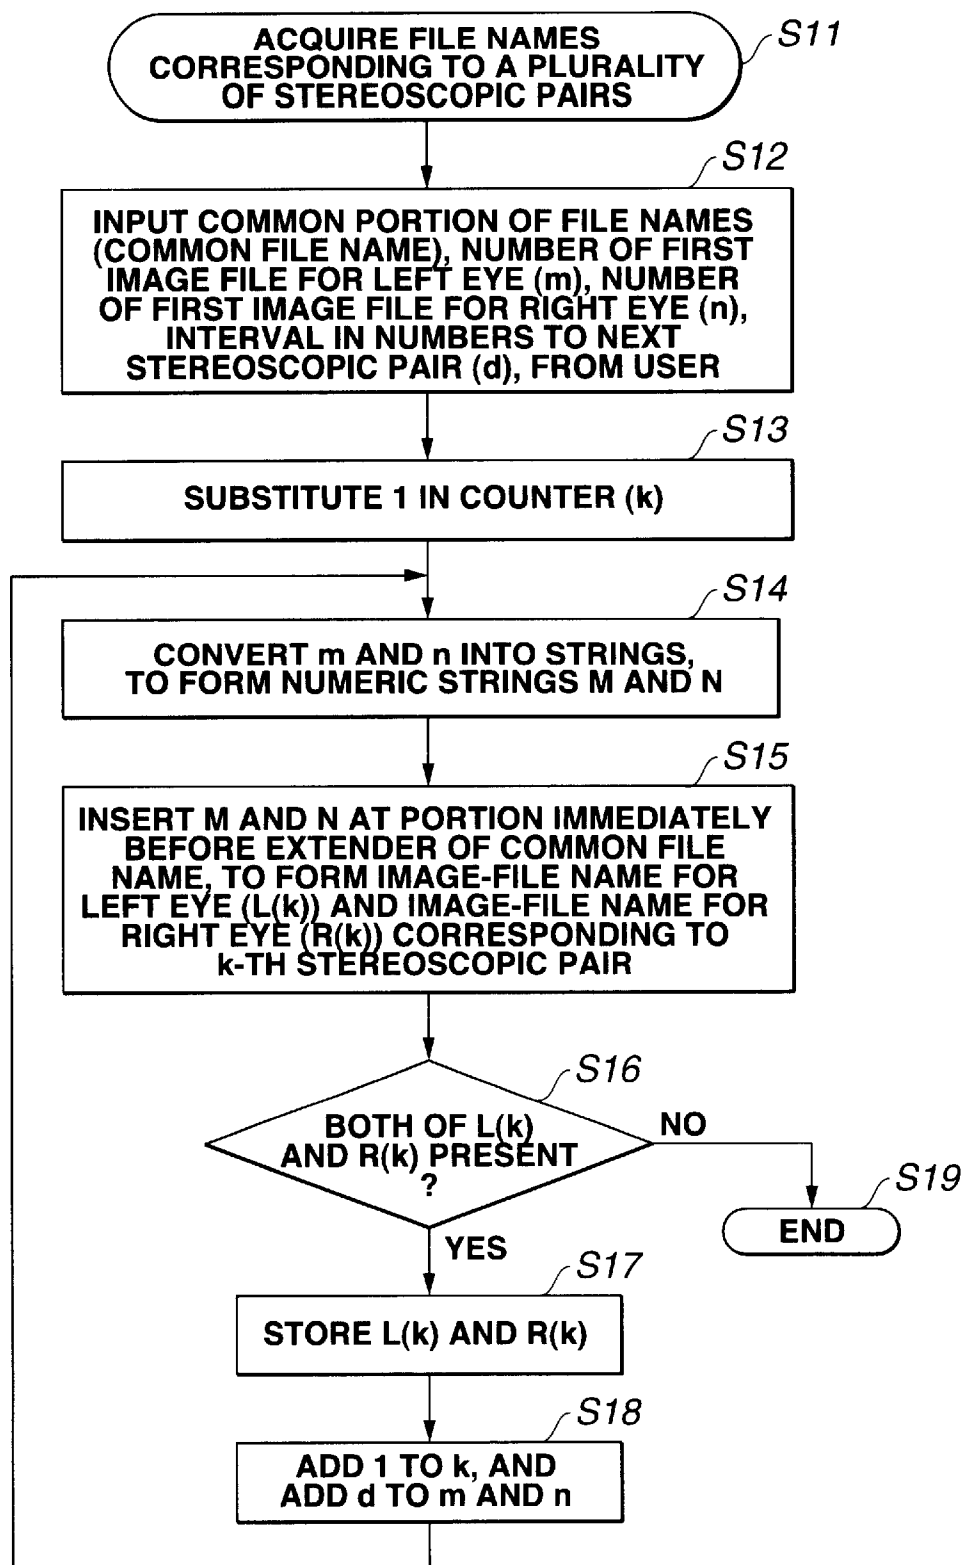 S11
ACQUIRE FILE NAMES
CORRESPONDING TO A PLURALITY
OF STEREOSCOPIC PAIRS
S12
INPUT COMMON PORTION OF FILE NAMES
(COMMON FILE NAME), NUMBER OF FIRST
IMAGE FILE FOR LEFT EYE (m), NUMBER
OF FIRST IMAGE FILE FOR RIGHT EYE (n),
INTERVAL IN NUMBERS TO NEXT
STEREOSCOPIC PAIR (d), FROM USER
S13
SUBSTITUTE 1 IN COUNTER (k)
S14
CONVERT m AND n INTO STRINGS,
TO FORM NUMERIC STRINGS M AND N
S15
INSERT M AND N AT PORTION IMMEDIATELY
BEFORE EXTENDER OF COMMON FILE
NAME, TO FORM IMAGE-FILE NAME FOR
LEFT EYE (L(k)) AND IMAGE-FILE NAME FOR
RIGHT EYE (R(k)) CORRESPONDING TO
k-TH STEREOSCOPIC PAIR
S16
BOTH OF L(k)
AND R(k) PRESENT
?
NO
S19
END
YES
S17
STORE L(k) AND R(k)
S18
ADD 1 TO k, AND
ADD d TO m AND n